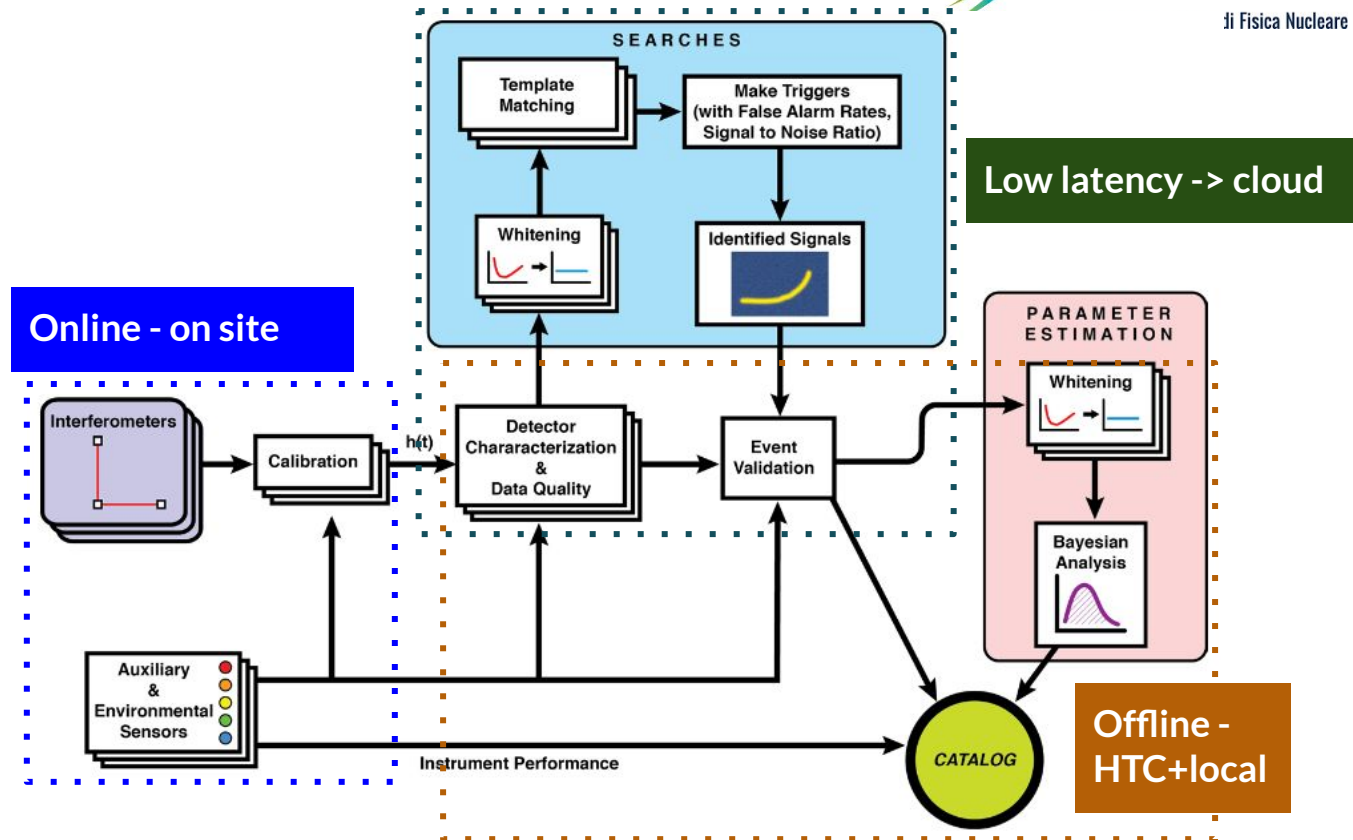 di Fisica Nucleare
SEARCHES
Template
Matching
Make Triggers
(with False Alarm Rates,
Signal to Noise Ratio)
Low latency -> cloud
Whitening
Identified Signals
Online - on site
PARAMETER
ESTIMATION
Whitening
Interferometers
Calibration
h(t)
Detector
Chararacterization
&
Data Quality
Event
Validation
Bayesian
Analysis
Auxiliary
&
Environmental
Sensors
Instrument Performance
CATALOG
Offline -
HTC+local